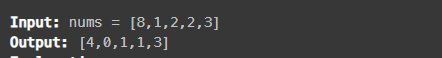 Input: nums = [8,1,2,2,3]
Output: [4,0,1,1,3]